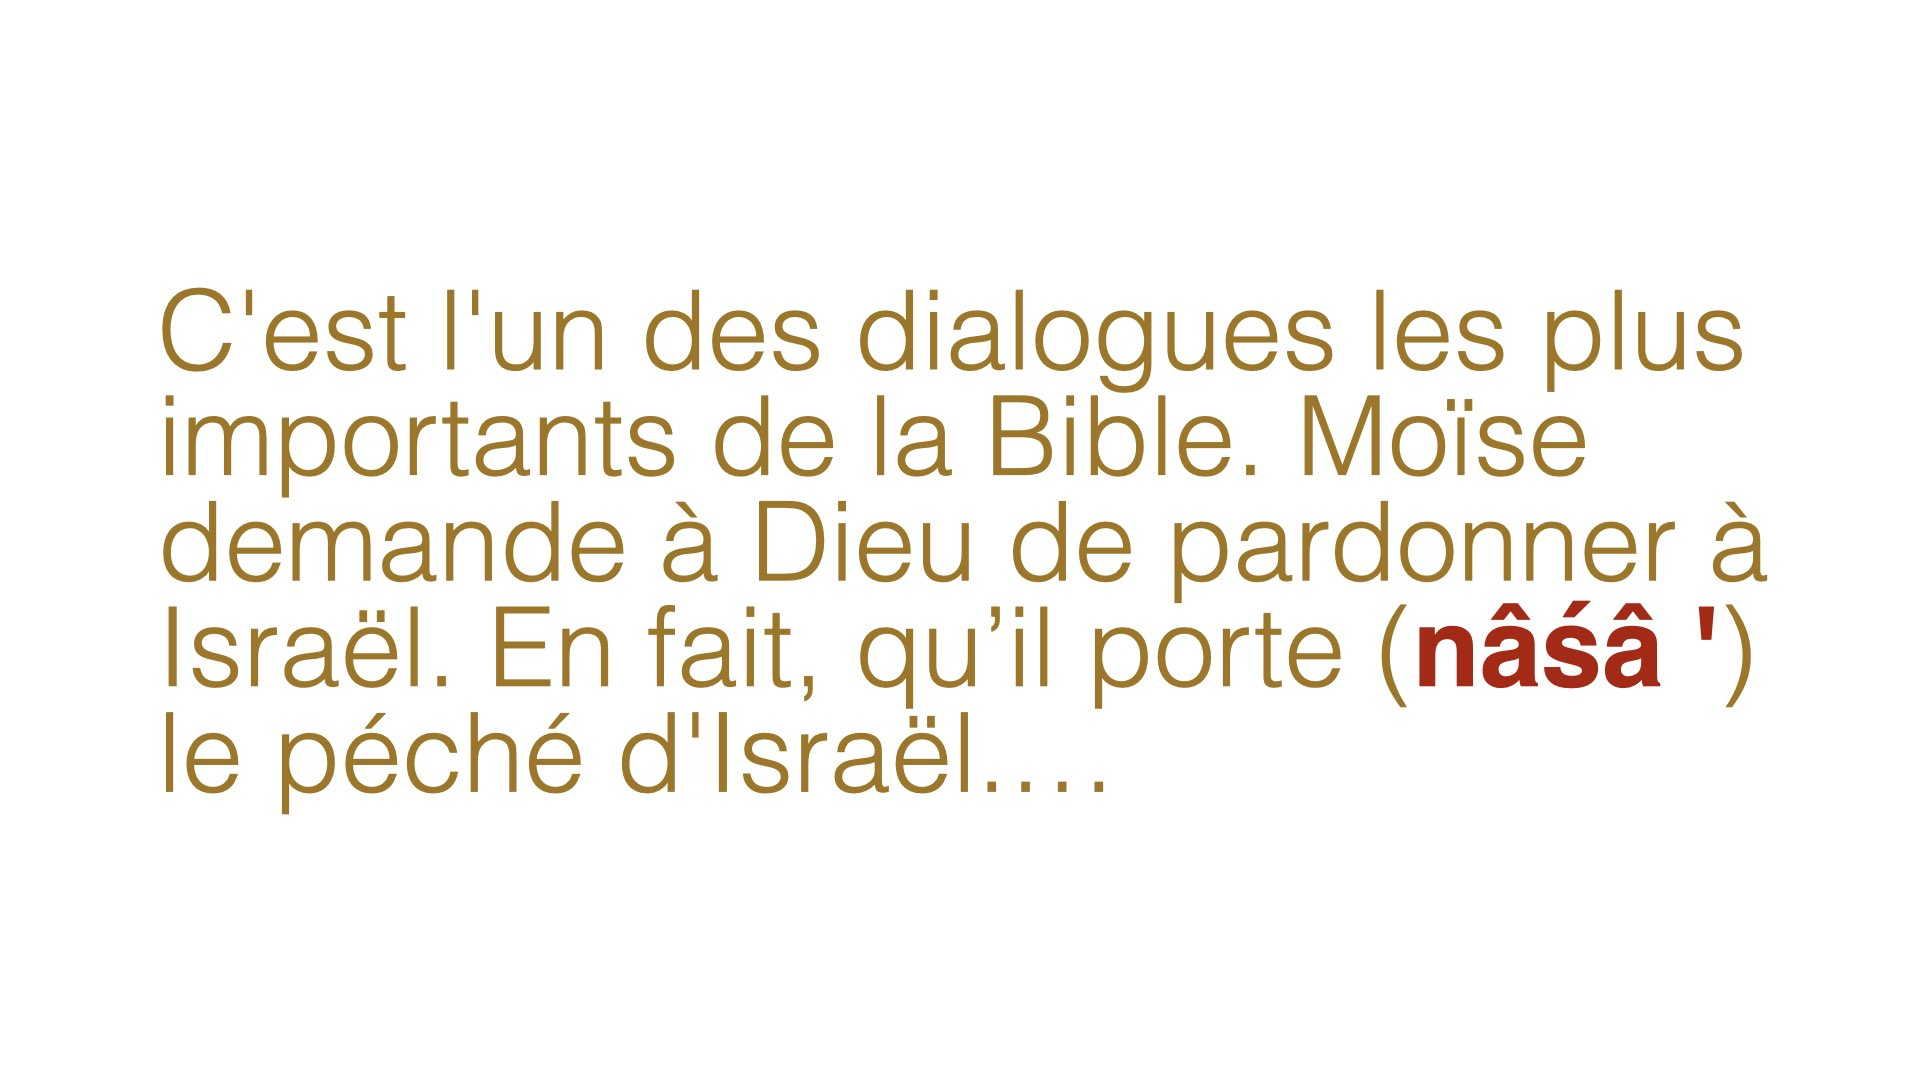 C'est l'un des dialogues les plus
importants de la Bible. Moïse
demande à Dieu de pardonner à
Israël. En fait, qu’il porte (nâśâ ')
le péché d'Israël….